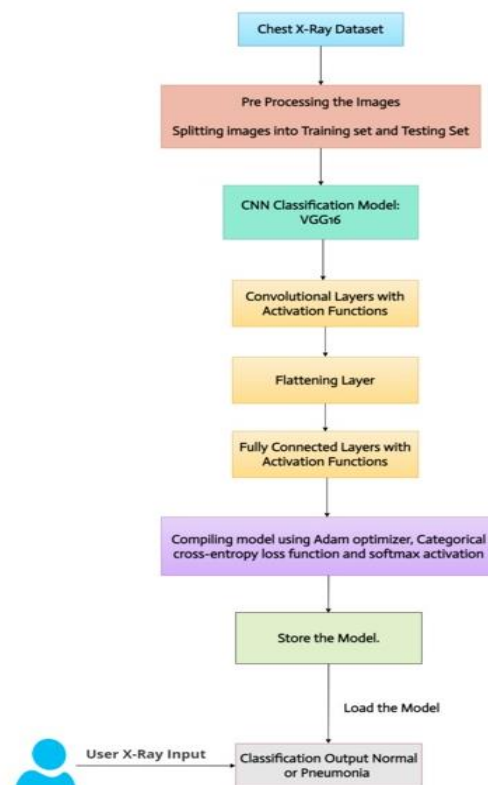 Chest X-Ray Dataset
Pre Processing the Images
Splitting images into Training set and Testing Set
CNN Classification Model:
VGG16
Convolutional Layers with
Activation Functions
Flattening Layer
Fully Connected Layers with
Activation Functions
Compiling model using Adam optimizer, Categorical
cross-entropy loss function and softmax activation
Store the Model.
Load the Model
User X-Ray Input
Classification Output Normal
or Pneumonia